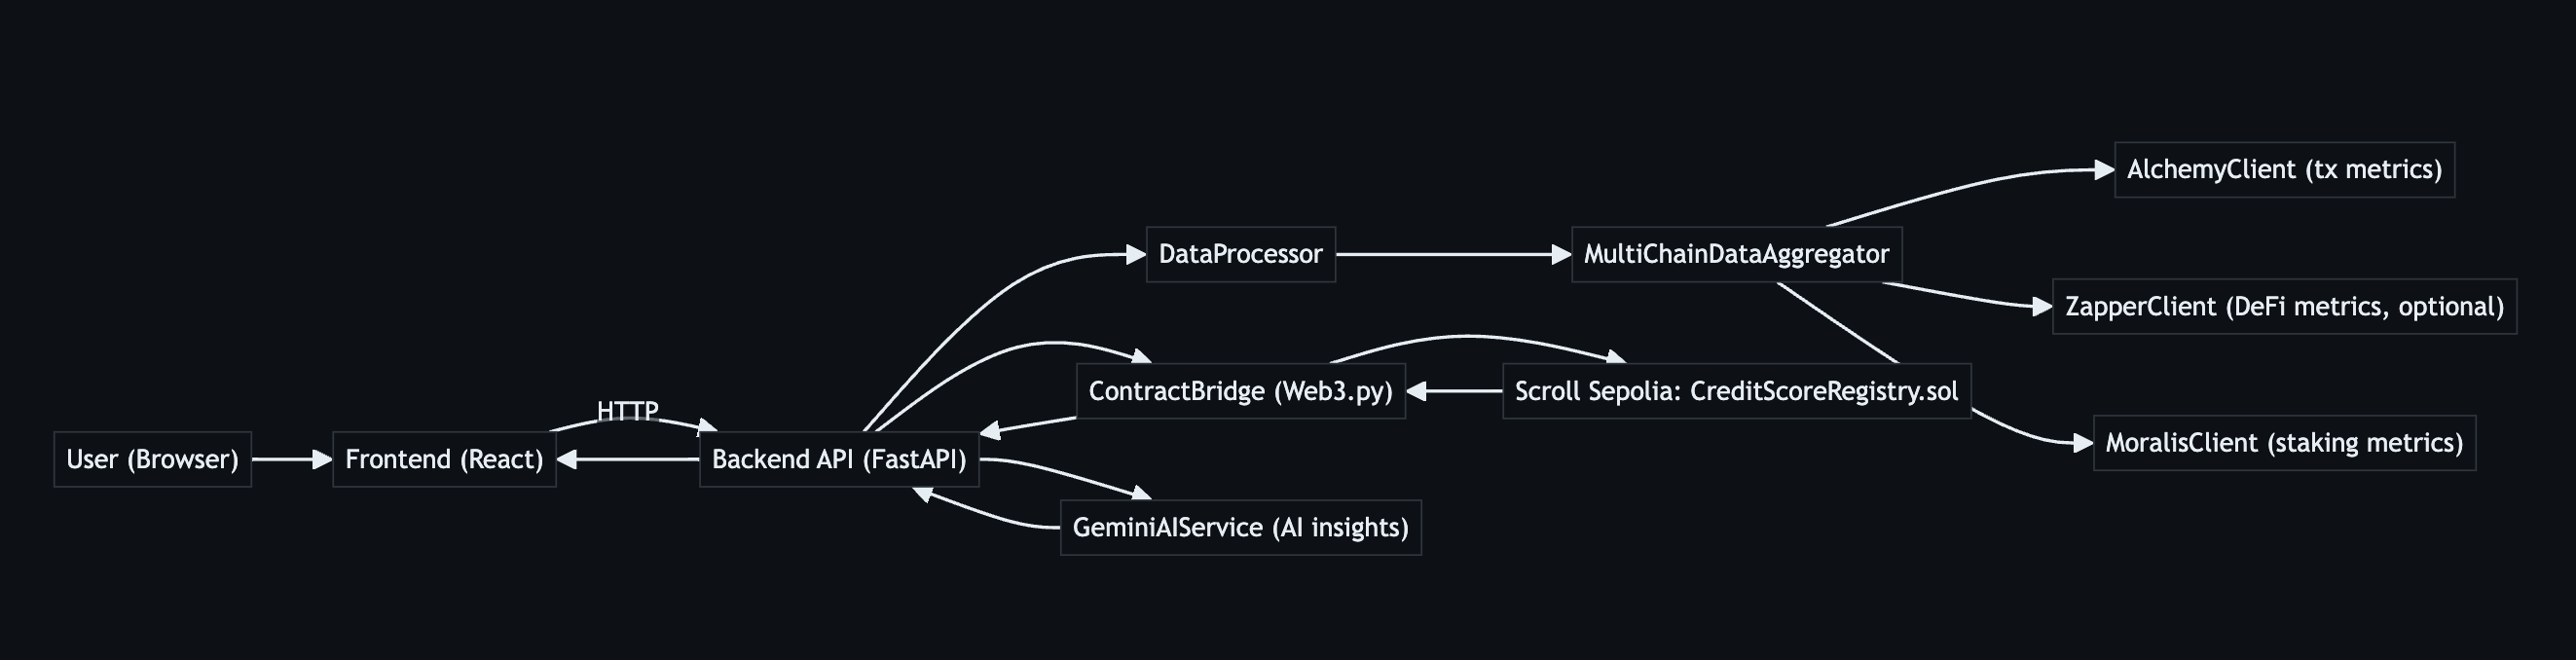 User (Browser)
Frontend (React)
HTTP
Backend API (FastAPI)
DataProcessor
ContractBridge (Web3.py)
GeminiAIService (AI insights)
MultiChainDataAggregator
Scroll Sepolia: CreditScoreRegistry.sol
AlchemyClient (tx metrics)
ZapperClient (DeFi metrics, optional)
MoralisClient (staking metrics)